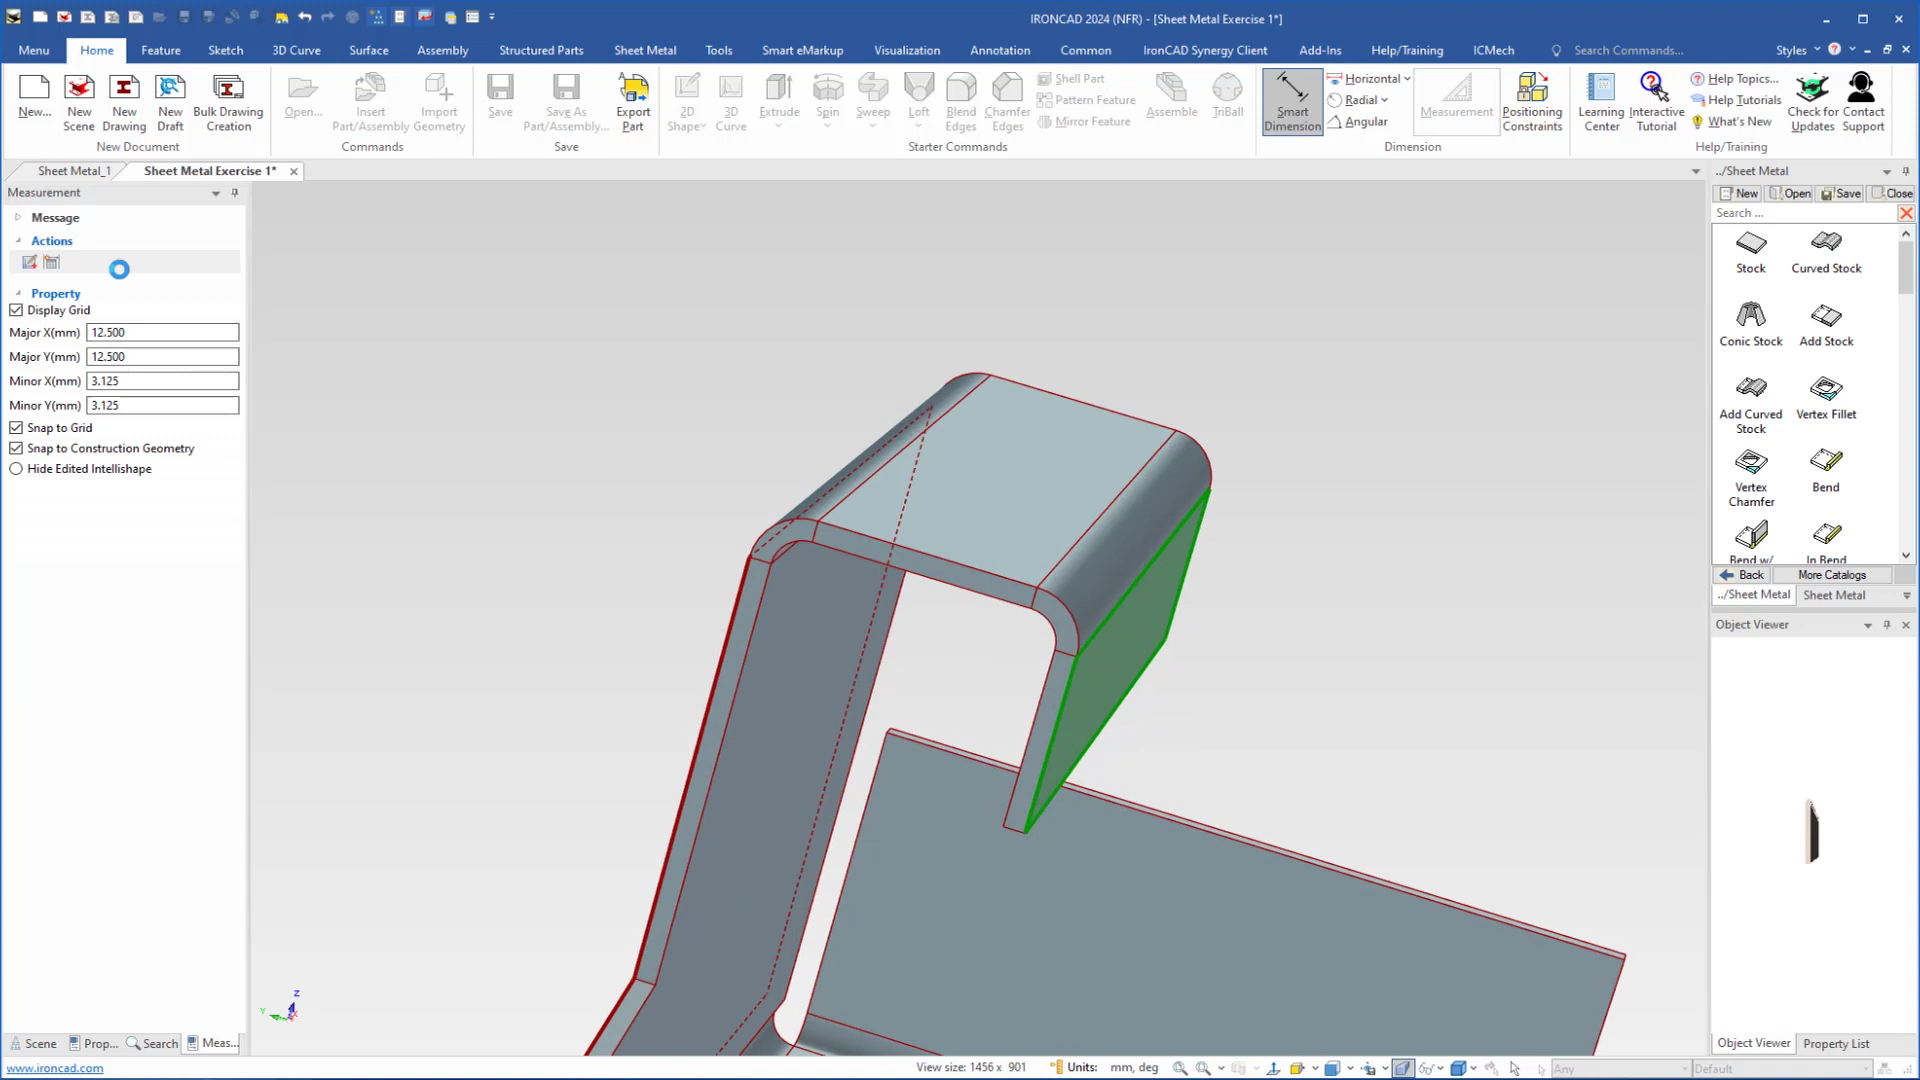 IRONCAD 2024 (NFR) - [Sheet Metal Exercise 1*]
Menu Home Feature Sketch 3D Curve Surface Assembly Structured Parts Sheet Metal Tools Smart eMarkup Visualization Annotation Common IronCAD Synergy Client Add-Ins Help/Training ICMech Search Commands... Styles
New... New Scene New Drawing New Draft Bulk Drawing Creation
Open... Insert Part/Assembly Import Geometry
Save Save As Part/Assembly... Export Part
2D Shape 3D Curve Extrude Spin Sweep Loft Blend Edges Chamfer Edges Shell Part Pattern Feature Mirror Feature Assemble TriBall
Smart Dimension Horizontal Radial Angular Measurement Positioning Constraints
Learning Center Interactive Tutorial Help Topics... Help Tutorials What's New Check for Updates Contact Support
New Document Commands Save Starter Commands Dimension Help/Training
Sheet Metal_1 Sheet Metal Exercise 1*
Measurement
Message
Actions
Property
Display Grid
Major X(mm) 12.500
Major Y(mm) 12.500
Minor X(mm) 3.125
Minor Y(mm) 3.125
Snap to Grid
Snap to Construction Geometry
Hide Edited Intellishape
Z
Y
X
Scene Prop... Search Meas...
../Sheet Metal
New Open Save Close
Search ...
Stock Curved Stock
Conic Stock Add Stock
Add Curved Stock Vertex Fillet
Vertex Chamfer Bend
Bend w/ In Bend
Back More Catalogs
../Sheet Metal Sheet Metal
Object Viewer
Object Viewer Property List
www.ironcad.com View size: 1456 x 901 Units: mm, deg Any Default